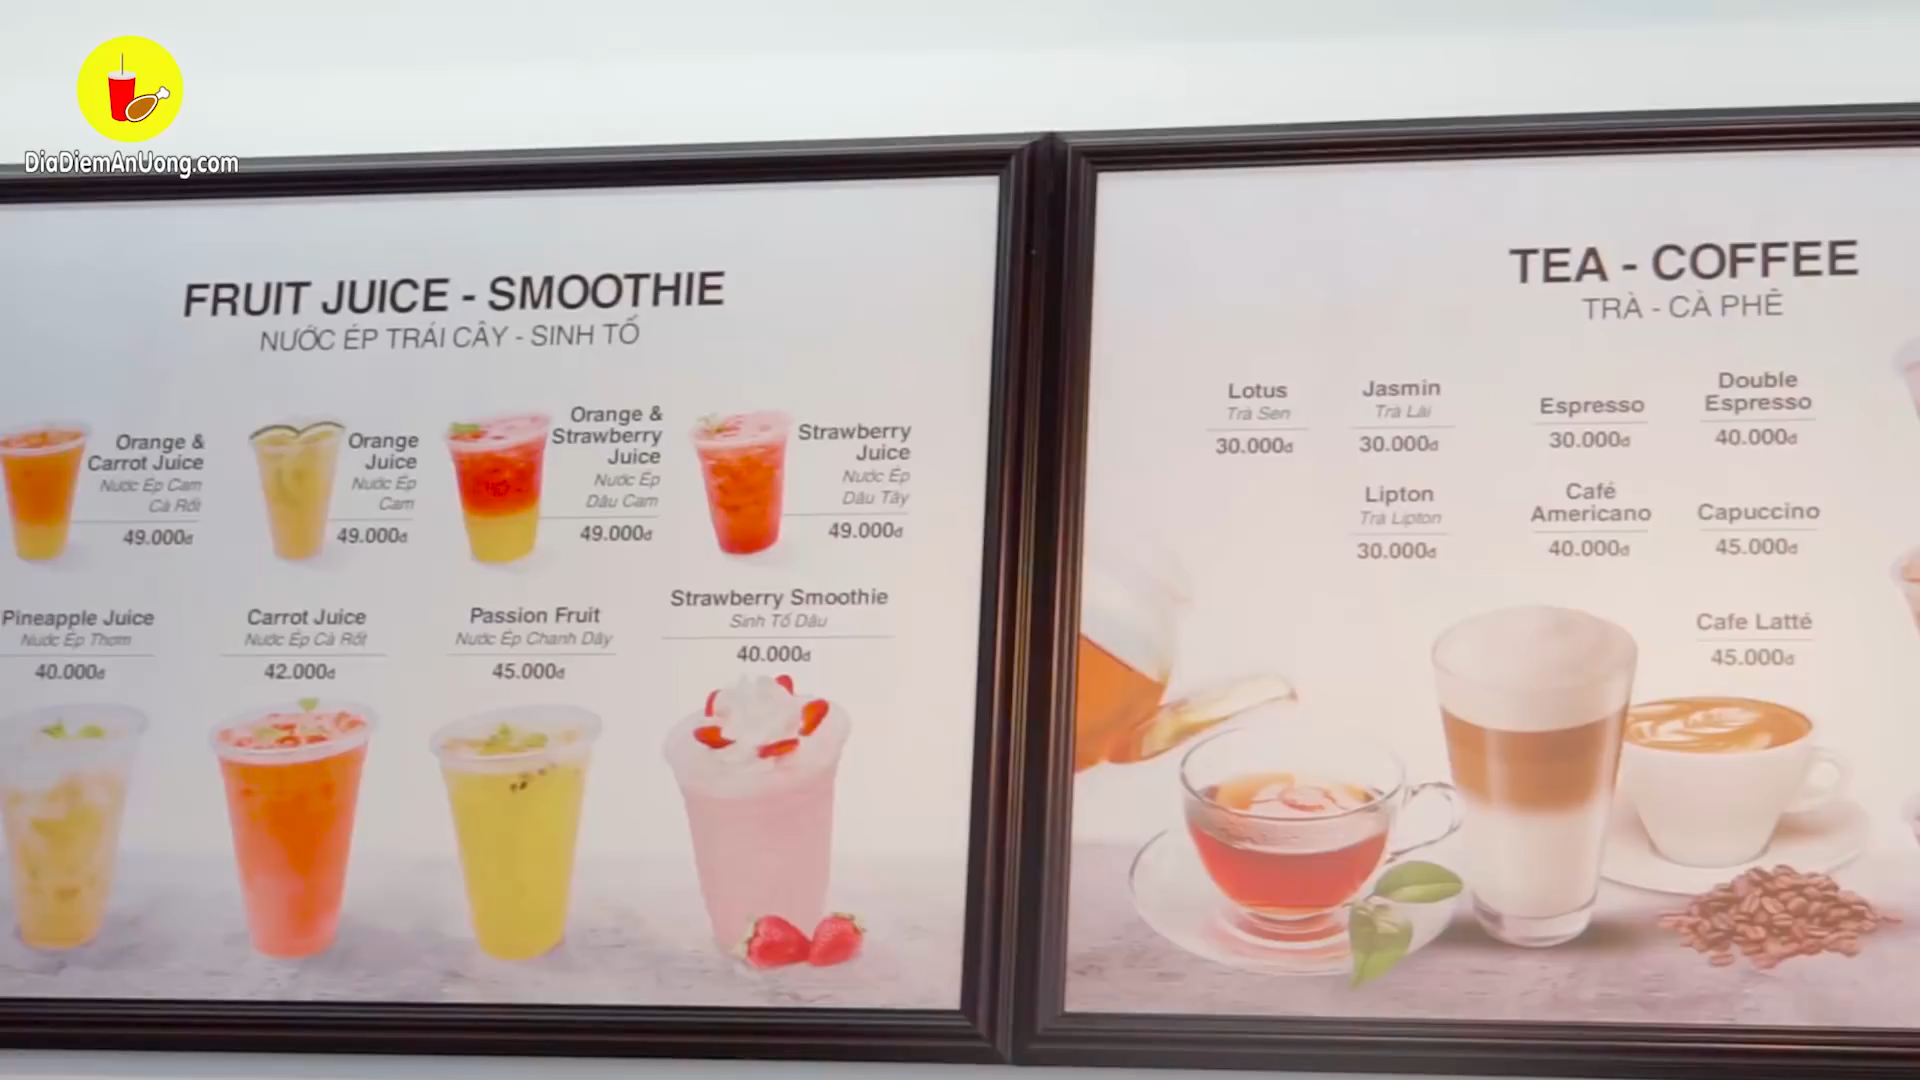 DiaDiemAnUong.com
FRUIT JUICE - SMOOTHIE
NƯỚC ÉP TRÁI CÂY - SINH TỐ
Orange &
Carrot Juice
Nước Ép Cam
Cà Rốt
49.000đ
Orange
Juice
Nước Ép
Cam
49.000đ
Orange &
Strawberry
Juice
Nước Ép
Dâu Cam
49.000đ
Strawberry
Juice
Nước Ép
Dâu Tây
49.000đ
Pineapple Juice
Nước Ép Thơm
40.000đ
Carrot Juice
Nước Ép Cà Rốt
42.000đ
Passion Fruit
Nước Ép Chanh Dây
45.000đ
Strawberry Smoothie
Sinh Tố Dâu
40.000đ
TEA - COFFEE
TRÀ - CÀ PHÊ
Lotus
Trà Sen
30.000đ
Jasmin
Trà Lài
30.000đ
Espresso
30.000đ
Double
Espresso
40.000đ
Lipton
Trà Lipton
30.000đ
Café
Americano
40.000đ
Capuccino
45.000đ
Cafe Latté
45.000đ